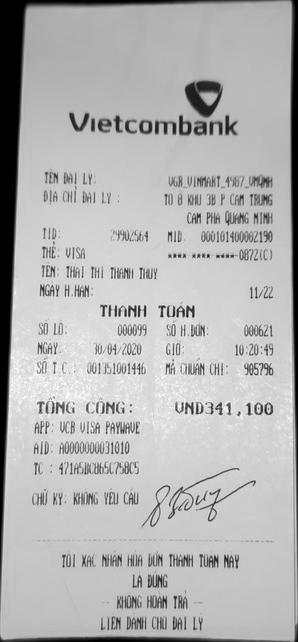 Vietcombank
TÊN ĐẠI LÝ: VGR_VINMART_4987_VMQNH
ĐỊA CHỈ ĐẠI LÝ : TỔ 8 KHU 3B P CẨM TRUNG
CẨM PHẢ QUẢNG NINH
TID: 29902564 MID: 000101400002190
THẺ: VISA **** **** ****-0872(C)
TÊN: THAI THI THANH THUY
NGÀY H.HẠN: 11/22
THANH TOÁN
SỐ LÔ: 000099 SỐ H.ĐƠN: 000621
NGÀY: 30/04/2020 GIỜ: 10:20:49
SỐ T.C.: 001351001446 MÃ CHUẨN CHI: 905796
TỔNG CỘNG: VND341,100
APP: VCB VISA PAYWAVE
AID: A0000000031010
TC : 471A5BC865C758C5
CHỮ KÝ: KHÔNG YÊU CẦU
TÔI XÁC NHẬN HÓA ĐƠN THANH TOÁN NÀY
LÀ ĐÚNG
-- KHÔNG HOÀN TRẢ --
LIÊN DÀNH CHO ĐẠI LÝ